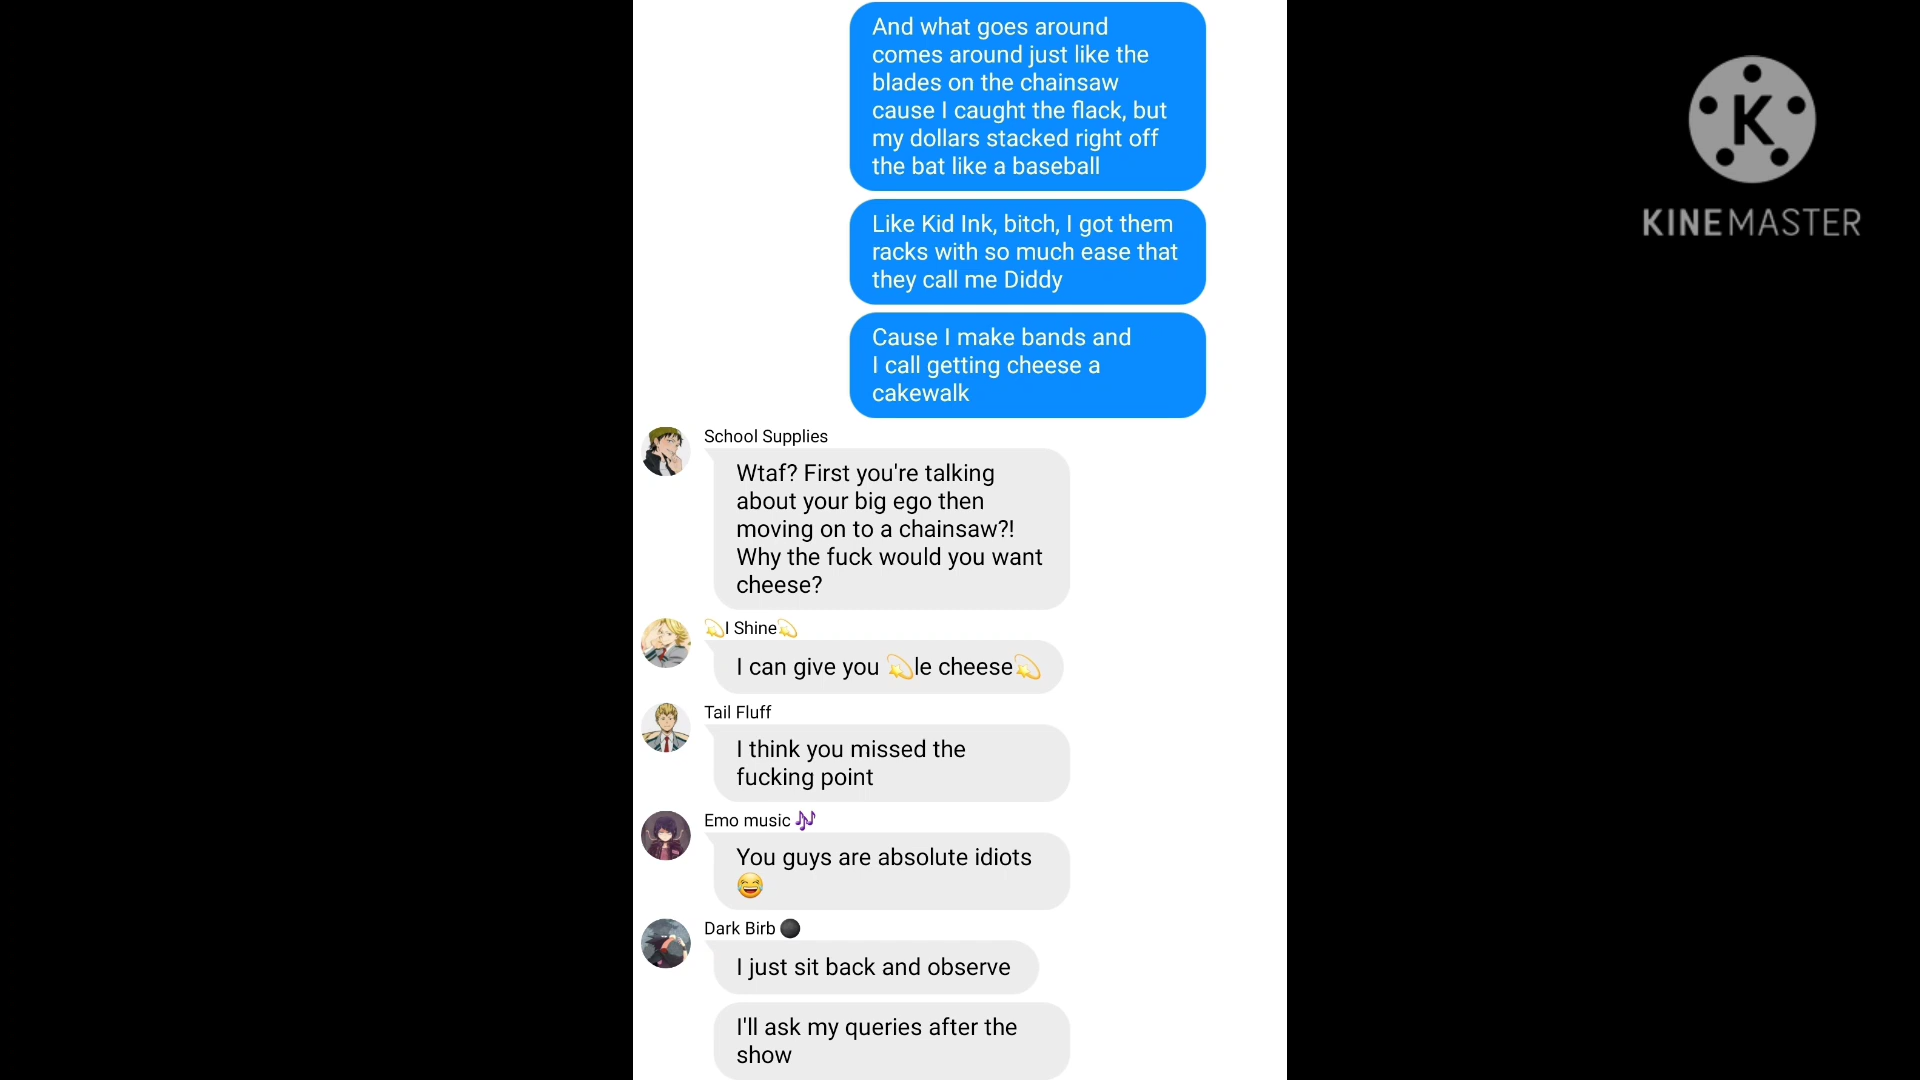 And what goes around
comes around just like the
blades on the chainsaw
cause I caught the flack, but
my dollars stacked right off
the bat like a baseball
Like Kid Ink, bitch, I got them
racks with so much ease that
they call me Diddy
Cause I make bands and
I call getting cheese a
cakewalk
School Supplies
Wtaf? First you're talking
about your big ego then
moving on to a chainsaw?!
Why the fuck would you want
cheese?
💫I Shine💫
I can give you 💫le cheese💫
Tail Fluff
I think you missed the
fucking point
Emo music 🎶
You guys are absolute idiots
😂
Dark Birb ⚫
I just sit back and observe
I'll ask my queries after the
show
K
KINEMASTER